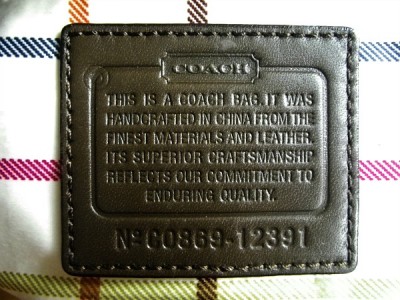 COACH
THIS IS A COACH BAG. IT WAS
HANDCRAFTED IN CHINA FROM THE
FINEST MATERIALS AND LEATHER.
ITS SUPERIOR CRAFTSMANSHIP
REFLECTS OUR COMMITMENT TO
ENDURING QUALITY.
Nº C0869-12391